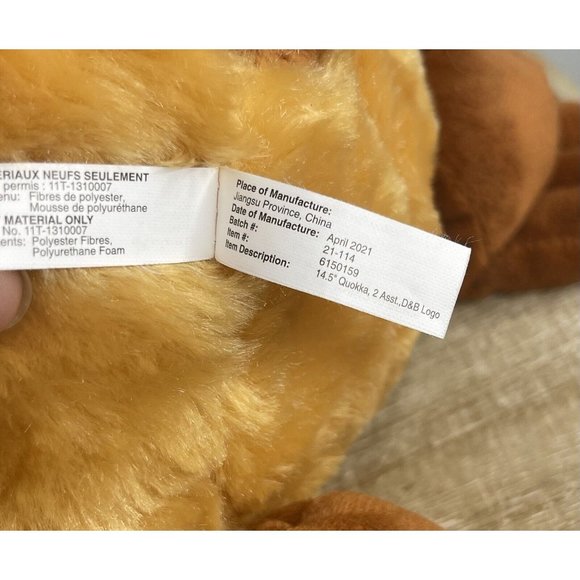 ÉRIAUX NEUFS SEULEMENT
permis : 11T-1310007
enu: Fibres de polyester,
Mousse de polyuréthane
MATERIAL ONLY
No. 11T-1310007
ents: Polyester Fibres,
Polyurethane Foam
Place of Manufacture:
Jiangsu Province, China
Date of Manufacture: April 2021
Batch #: 21-114
Item #: 6150159
Item Description: 14.5" Quokka, 2 Asst.,D&B Logo